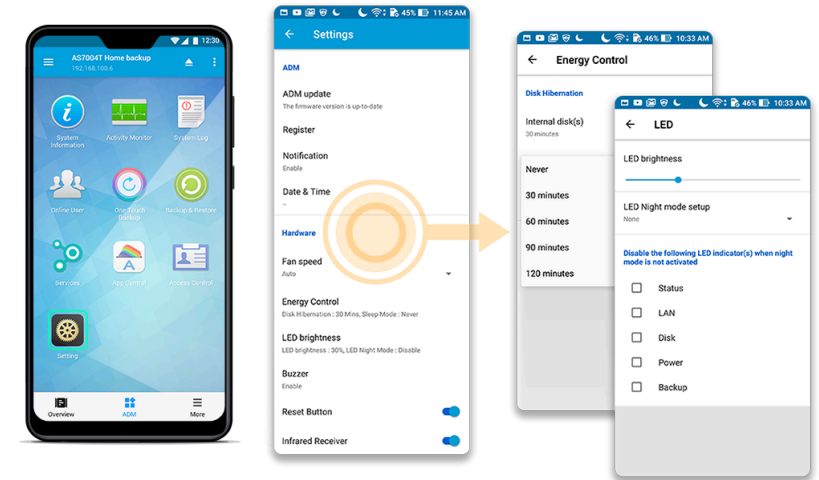 12:30
AS7004T Home backup
192.168.100.6
System
Information
Activity Monitor
System Log
Online User
One Touch
Backup
Backup & Restore
Services
App Central
Access Control
Setting
Overview
ADM
More
45% 11:45 AM
Settings
ADM
ADM update
The firmware version is up-to-date
Register
Notification
Enable
Date & Time
--
Hardware
Fan speed
Auto
Energy Control
Disk Hibernation : 30 Mins, Sleep Mode : Never
LED brightness
LED brightness : 30%, LED Night Mode : Disable
Buzzer
Enable
Reset Button
Infrared Receiver
46% 10:33 AM
Energy Control
Disk Hibernation
Internal disk(s)
30 minutes
Never
30 minutes
60 minutes
90 minutes
120 minutes
46% 10:33 AM
LED
LED brightness
LED Night mode setup
None
Disable the following LED indicator(s) when night
mode is not activated
Status
LAN
Disk
Power
Backup